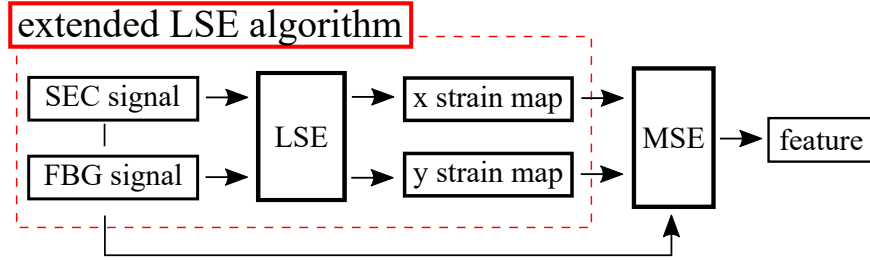 extended LSE algorithm
SEC signal
FBG signal
LSE
x strain map
y strain map
MSE
feature